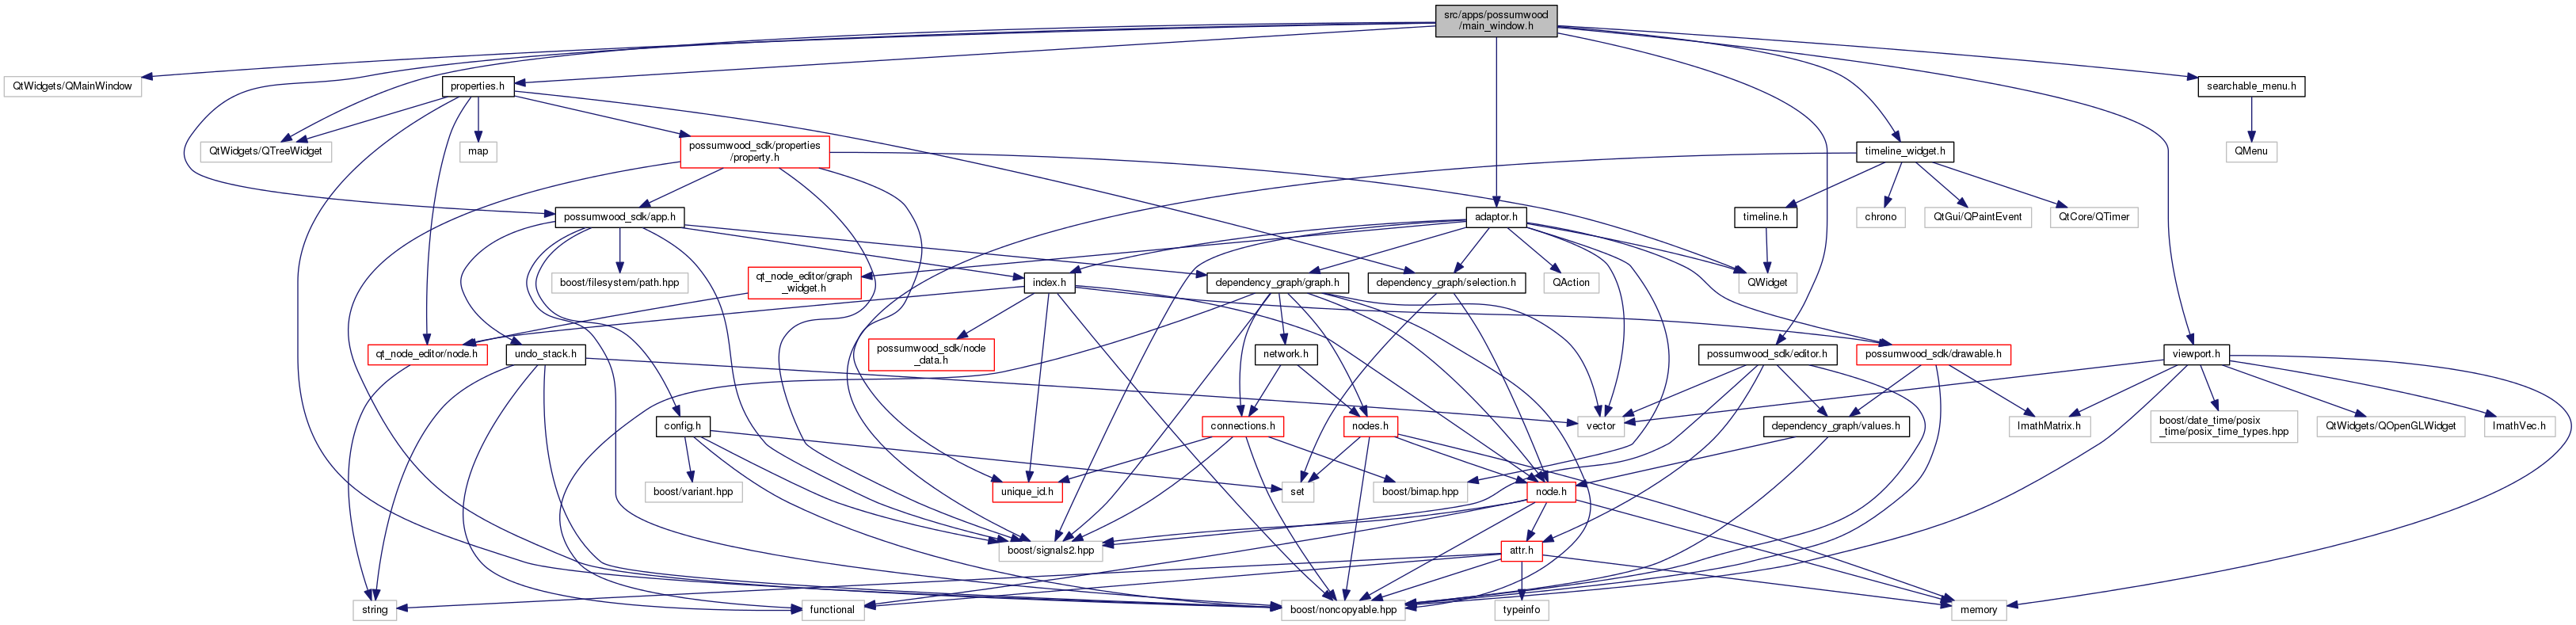 src/apps/possumwood
/main_window.h
QtWidgets/QMainWindow
properties.h
searchable_menu.h
QtWidgets/QTreeWidget
map
possumwood_sdk/properties
/property.h
timeline_widget.h
QMenu
possumwood_sdk/app.h
adaptor.h
timeline.h
chrono
QtGui/QPaintEvent
QtCore/QTimer
boost/filesystem/path.hpp
qt_node_editor/graph
_widget.h
index.h
dependency_graph/graph.h
dependency_graph/selection.h
QAction
QWidget
qt_node_editor/node.h
undo_stack.h
possumwood_sdk/node
_data.h
network.h
possumwood_sdk/editor.h
possumwood_sdk/drawable.h
viewport.h
config.h
connections.h
nodes.h
vector
dependency_graph/values.h
ImathMatrix.h
boost/date_time/posix
_time/posix_time_types.hpp
QtWidgets/QOpenGLWidget
ImathVec.h
boost/variant.hpp
unique_id.h
set
boost/bimap.hpp
node.h
boost/signals2.hpp
attr.h
string
functional
boost/noncopyable.hpp
typeinfo
memory